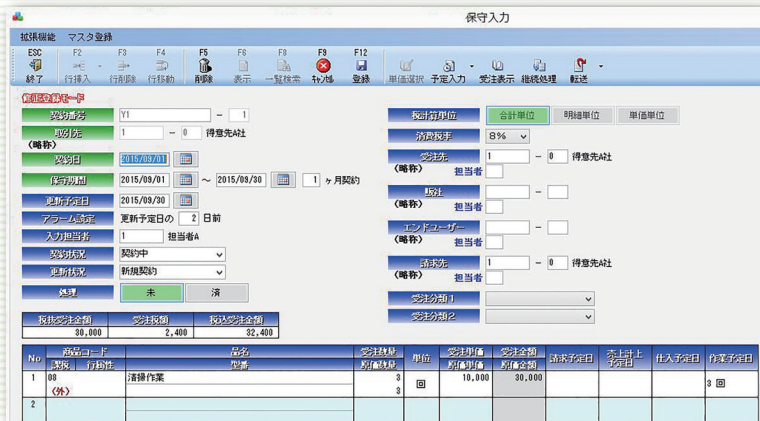 保守入力
拡張機能 マスタ登録
ESC F2 F3 F4 F5 F6 F8 F9 F12
終了 行挿入 行削除 行移動 削除 表示 一覧検索 ｷｬﾝｾﾙ 登録 単価選択 予定入力 受注表示 継続処理 転送
修正登録モード
契約番号 Y1 - 1
取引先 1 - 0 得意先A社
(略称)
契約日 2015/09/01
保守期間 2015/09/01 ～ 2015/09/30 1 ヶ月契約
更新予定日 2015/09/30
アラーム設定 更新予定日の 2 日前
入力担当者 1 担当者A
契約状況 契約中
更新状況 新規契約
処理 未 済
税計算単位 合計単位 明細単位 単価単位
消費税率 8%
受注先 1 - 0 得意先A社
(略称) 担当者
販社 -
(略称) 担当者
エンドユーザー -
(略称) 担当者
請求先 1 - 0 得意先A社
(略称) 担当者
受注分類1
受注分類2
税抜受注金額 受注税額 税込受注金額
30,000 2,400 32,400
No 商品コード 品名 受注数量 単位 受注単価 受注金額 請求予定日 売上計上予定日 仕入予定日 作業予定日
課税 行属性 型番 原価数量 原価単価 原価金額
1 08 清掃作業 3 回 10,000 30,000 3 回
(外) 3
2